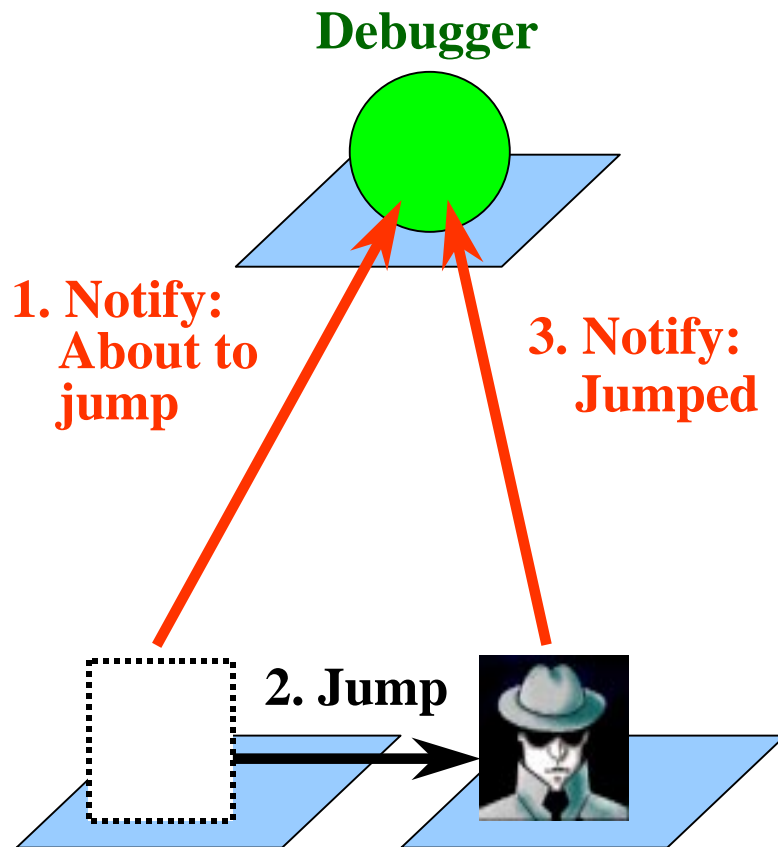 Debugger
1. Notify:
About to
jump
3. Notify:
Jumped
2. Jump